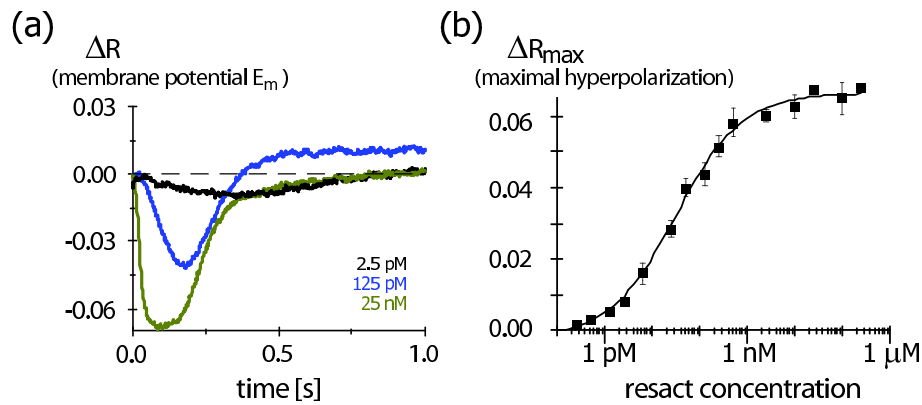 (a)
ΔR
(membrane potential Em)
0.03
0.00
-0.03
-0.06
2.5 pM
125 pM
25 nM
0.0
0.5
1.0
time [s]
(b)
ΔRmax
(maximal hyperpolarization)
0.06
0.04
0.02
0.00
1 pM
1 nM
1 μM
resact concentration